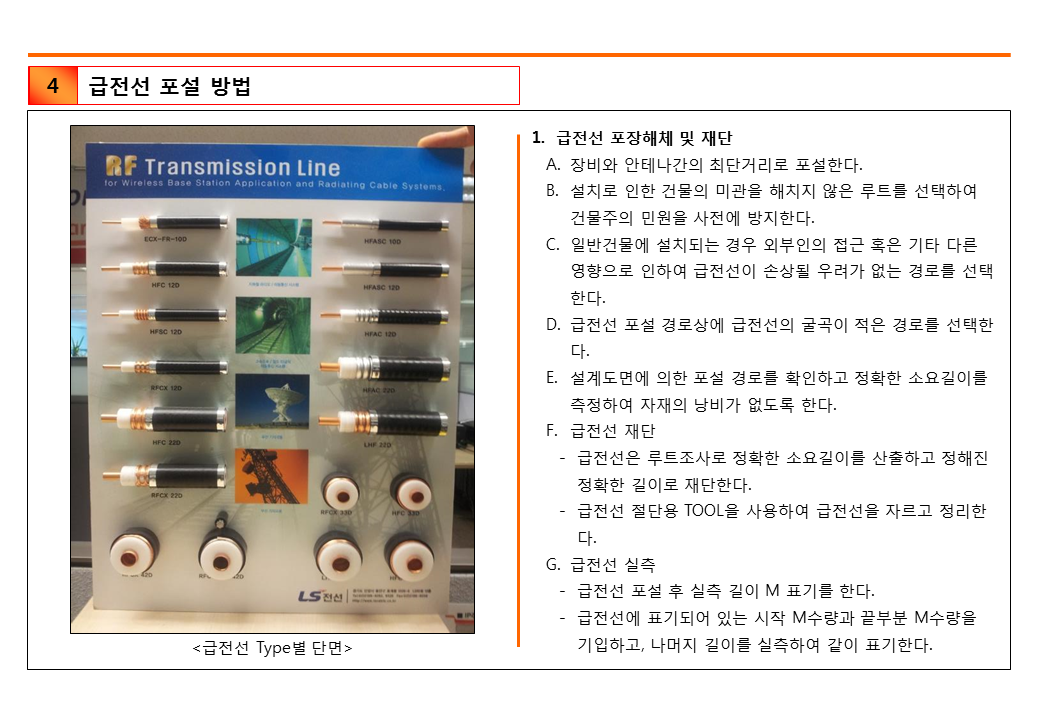 4
급전선 포설 방법
RF Transmission Line
for Wireless Base Station Application and Radiating Cable Systems.
ECX-FR-10D
HFASC 10D
HFC 12D
HFASC 12D
HFSC 12D
HFAC 12D
RFCX 12D
HFAC 22D
HFC 22D
LHF 22D
RFCX 22D
RFCX 33D
HFC 33D
42D
LS전선
<급전선 Type별 단면>
1. 급전선 포장해체 및 재단
A. 장비와 안테나간의 최단거리로 포설한다.
B. 설치로 인한 건물의 미관을 해치지 않은 루트를 선택하여
건물주의 민원을 사전에 방지한다.
C. 일반건물에 설치되는 경우 외부인의 접근 혹은 기타 다른
영향으로 인하여 급전선이 손상될 우려가 없는 경로를 선택
한다.
D. 급전선 포설 경로상에 급전선의 굴곡이 적은 경로를 선택한
다.
E. 설계도면에 의한 포설 경로를 확인하고 정확한 소요길이를
측정하여 자재의 낭비가 없도록 한다.
F. 급전선 재단
- 급전선은 루트조사로 정확한 소요길이를 산출하고 정해진
정확한 길이로 재단한다.
- 급전선 절단용 TOOL을 사용하여 급전선을 자르고 정리한
다.
G. 급전선 실측
- 급전선 포설 후 실측 길이 M 표기를 한다.
- 급전선에 표기되어 있는 시작 M수량과 끝부분 M수량을
기입하고, 나머지 길이를 실측하여 같이 표기한다.